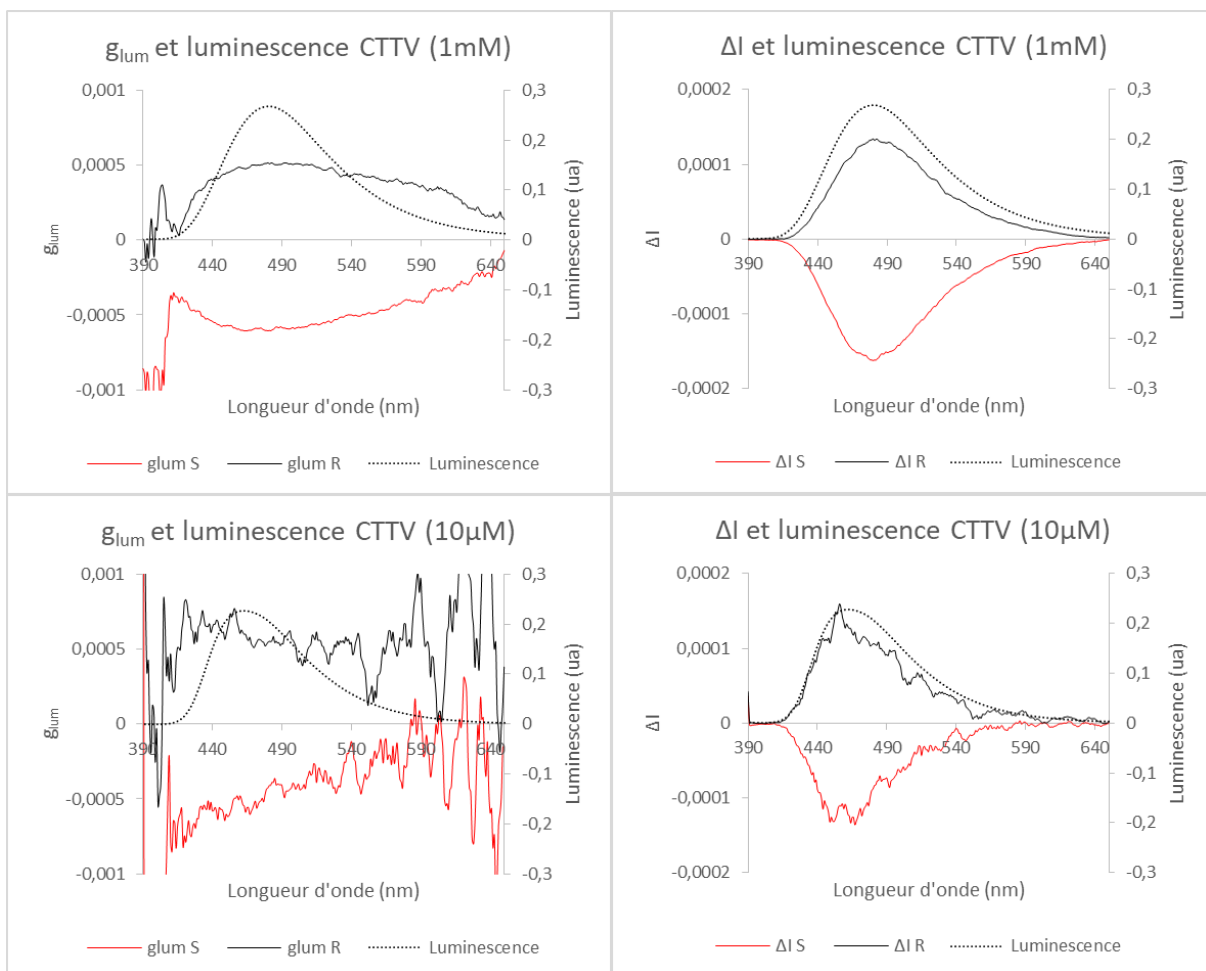 g_lum et luminescence CTTV (1mM)
0,001
0,0005
0
-0,0005
-0,001
0,3
0,2
0,1
0
-0,1
-0,2
-0,3
390 440 490 540 590 640
g_lum
Luminescence (ua)
Longueur d'onde (nm)
glum S glum R Luminescence
ΔI et luminescence CTTV (1mM)
0,0002
0,0001
0
-0,0001
-0,0002
0,3
0,2
0,1
0
-0,1
-0,2
-0,3
390 440 490 540 590 640
ΔI
Luminescence (ua)
Longueur d'onde (nm)
ΔI S ΔI R Luminescence
g_lum et luminescence CTTV (10μM)
0,001
0,0005
0
-0,0005
-0,001
0,3
0,2
0,1
0
-0,1
-0,2
-0,3
390 440 490 540 590 640
g_lum
Luminescence (ua)
Longueur d'onde (nm)
glum S glum R Luminescence
ΔI et luminescence CTTV (10μM)
0,0002
0,0001
0
-0,0001
-0,0002
0,3
0,2
0,1
0
-0,1
-0,2
-0,3
390 440 490 540 590 640
ΔI
Luminescence (ua)
Longueur d'onde (nm)
ΔI S ΔI R Luminescence